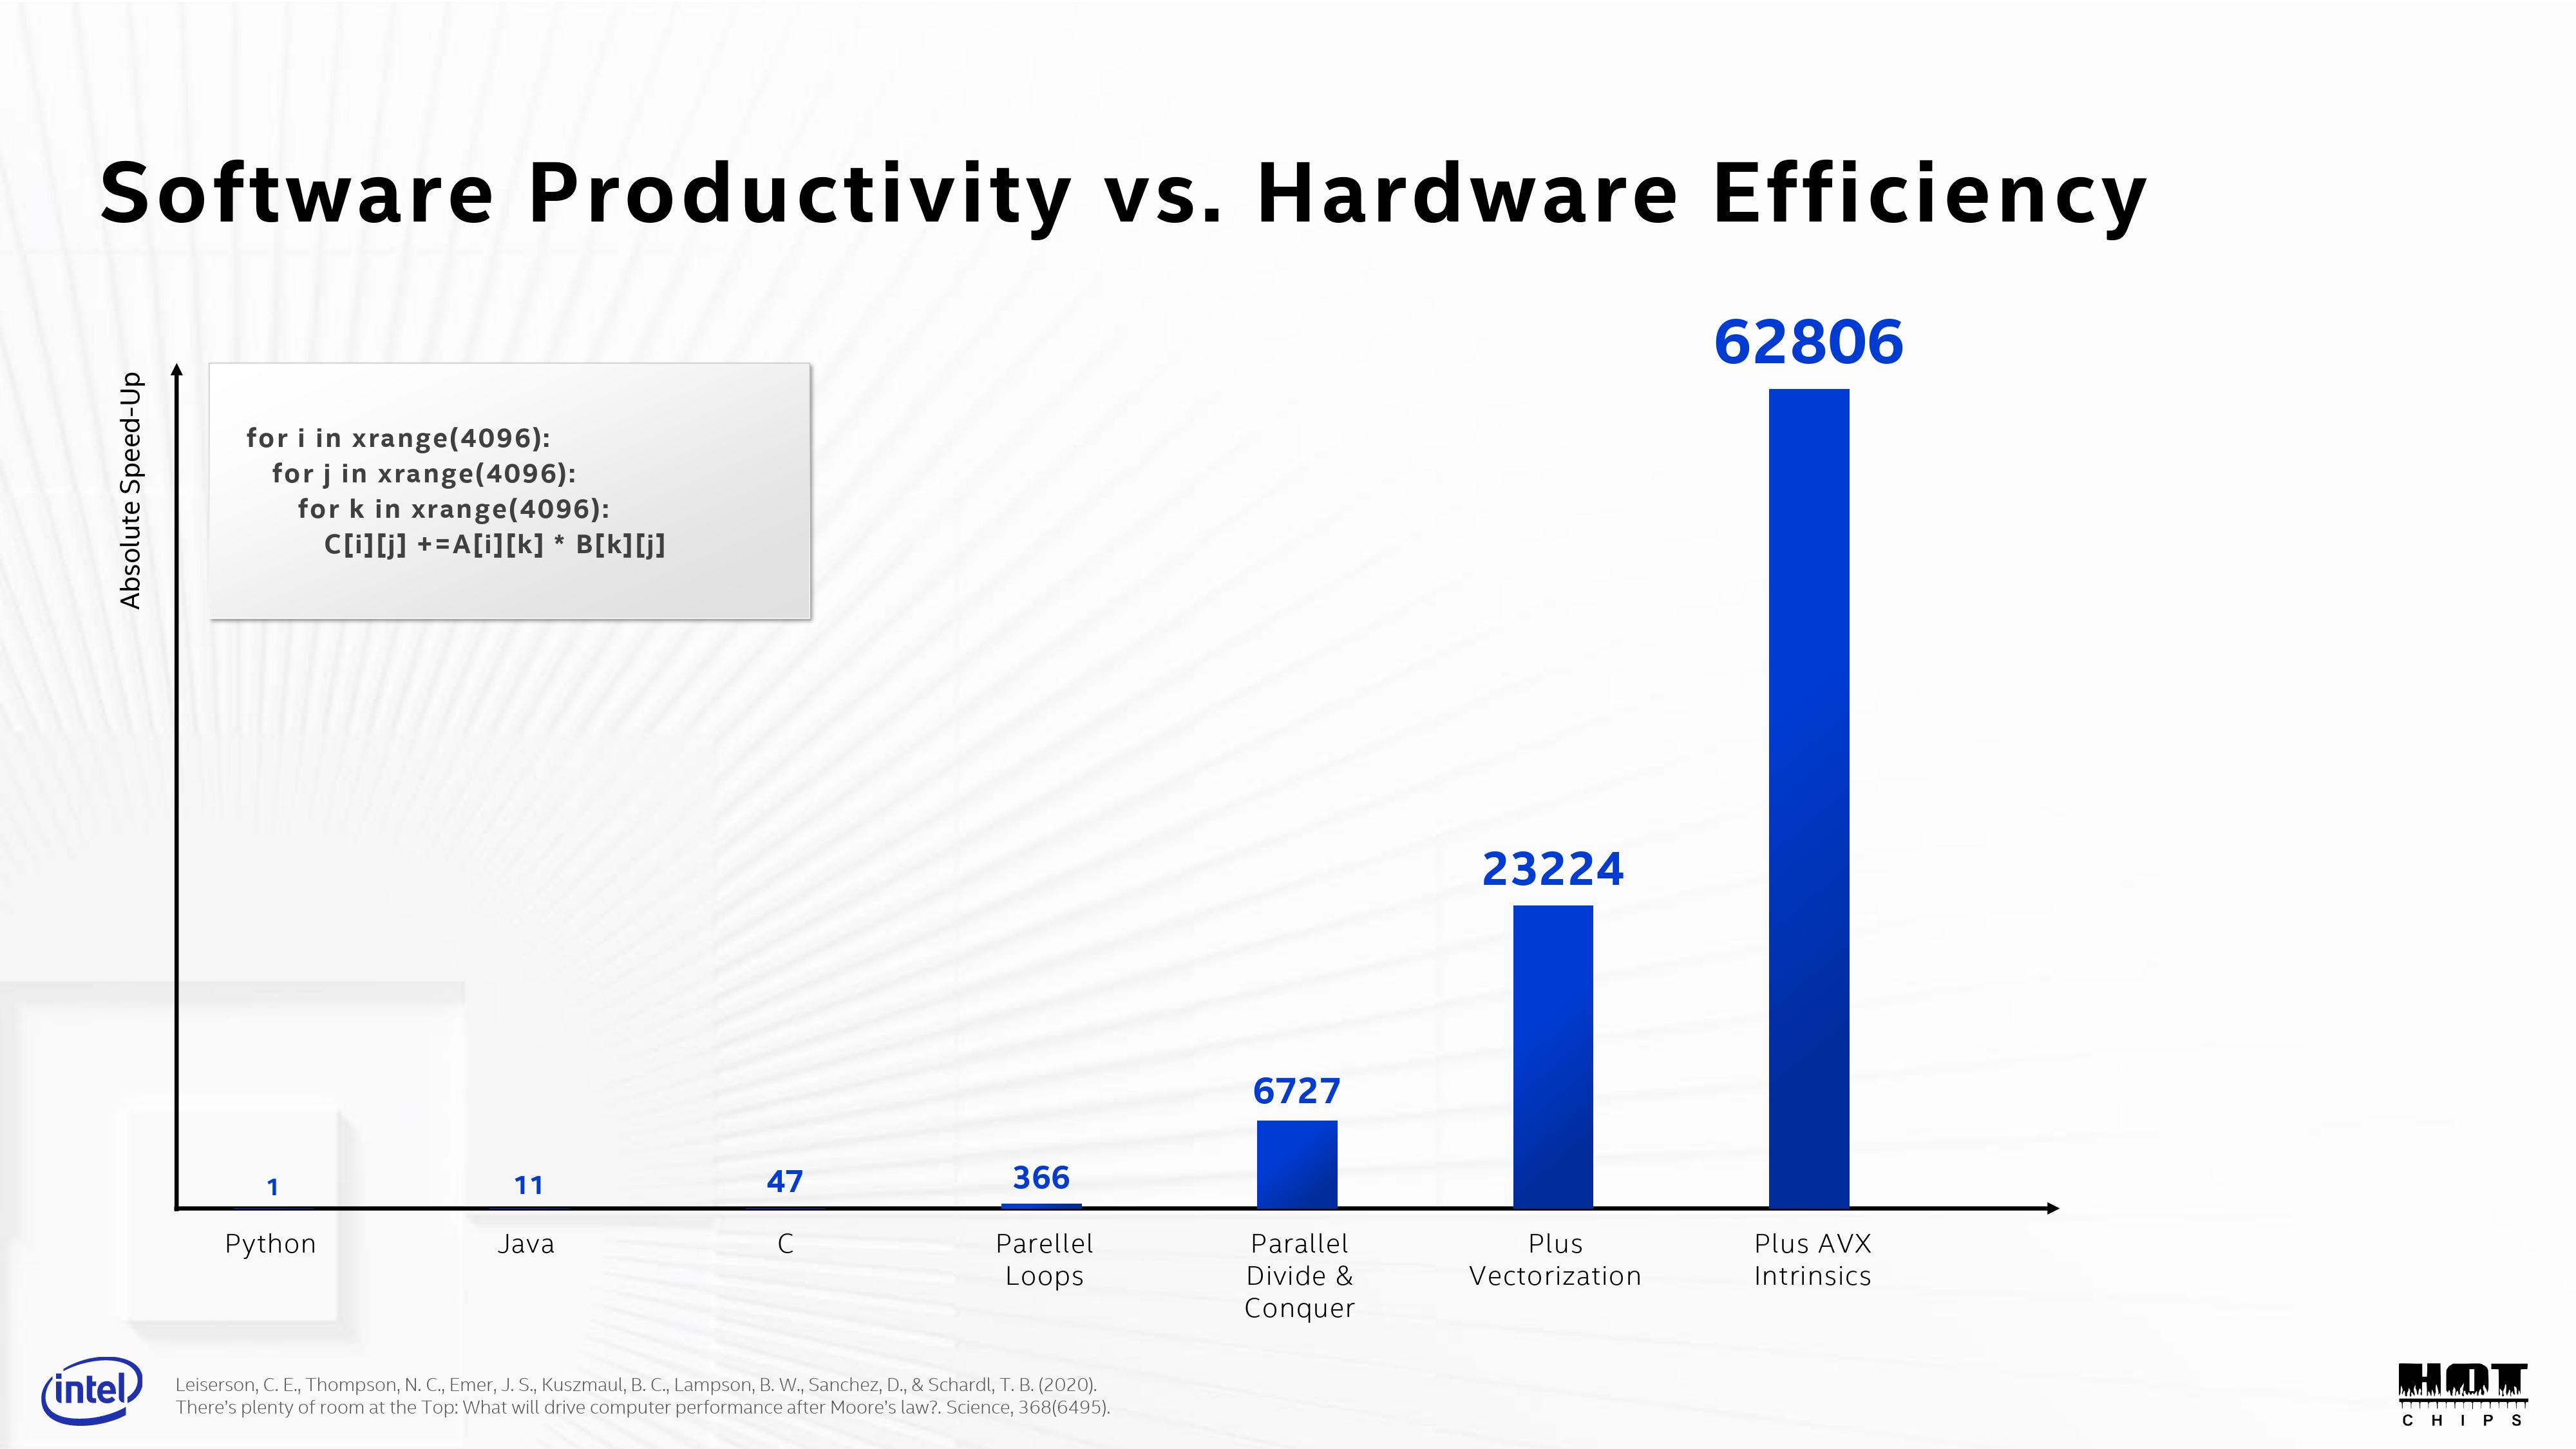 Software Productivity vs. Hardware Efficiency
Absolute Speed-Up
for i in xrange(4096):
for j in xrange(4096):
for k in xrange(4096):
C[i][j] +=A[i][k] * B[k][j]
1
11
47
366
6727
23224
62806
Python
Java
C
Parellel
Loops
Parallel
Divide &
Conquer
Plus
Vectorization
Plus AVX
Intrinsics
intel
Leiserson, C. E., Thompson, N. C., Emer, J. S., Kuszmaul, B. C., Lampson, B. W., Sanchez, D., & Schardl, T. B. (2020).
There’s plenty of room at the Top: What will drive computer performance after Moore’s law?. Science, 368(6495).
HOT
CHIPS